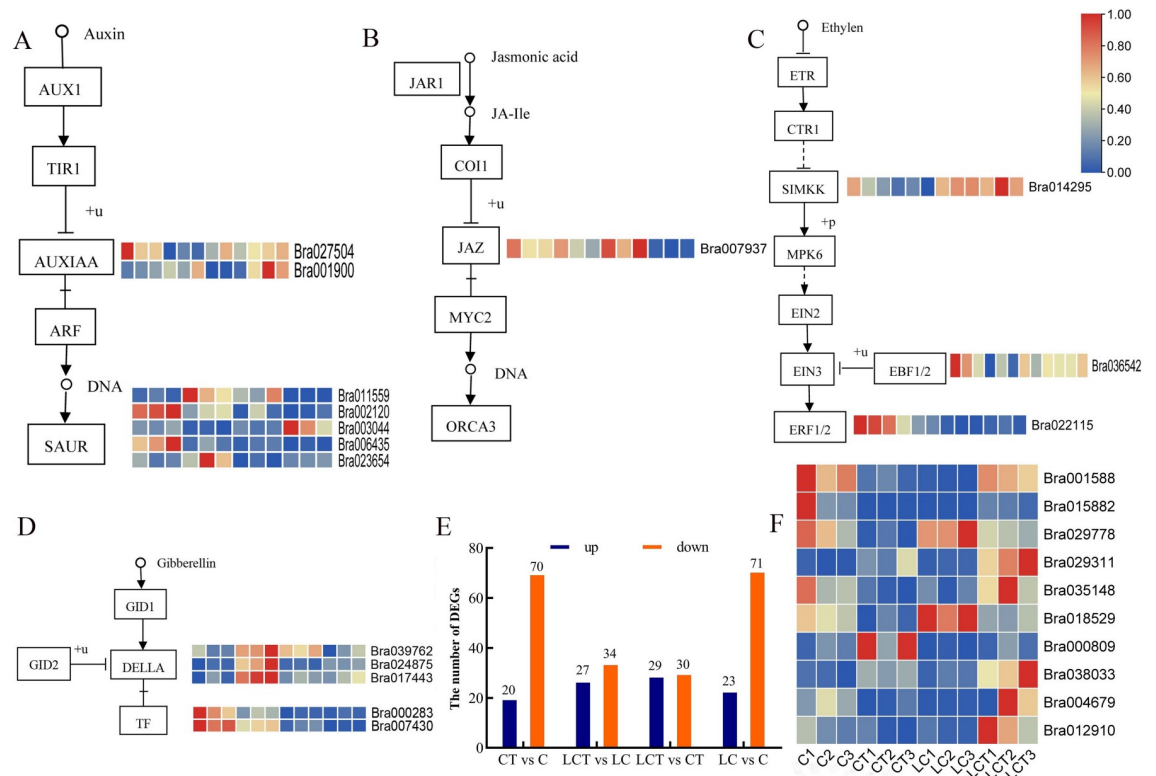 A
Auxin
AUX1
TIR1
+u
AUXIAA
Bra027504
Bra001900
ARF
DNA
SAUR
Bra011559
Bra002120
Bra003044
Bra006435
Bra023654
B
Jasmonic acid
JAR1
JA-Ile
COI1
+u
JAZ
Bra007937
MYC2
DNA
ORCA3
C
Ethylen
ETR
CTR1
SIMKK
Bra014295
+p
MPK6
EIN2
EIN3
+u
EBF1/2
Bra036542
ERF1/2
Bra022115
1.00
0.80
0.60
0.40
0.20
0.00
D
Gibberellin
GID1
GID2
+u
DELLA
Bra039762
Bra024875
Bra017443
TF
Bra000283
Bra007430
E
up
down
The number of DEGs
80
60
40
20
0
20
70
27
34
29
30
23
71
CT vs C
LCT vs LC
LCT vs CT
LC vs C
F
Bra001588
Bra015882
Bra029778
Bra029311
Bra035148
Bra018529
Bra000809
Bra038033
Bra004679
Bra012910
C1
C2
C3
CT1
CT2
CT3
LC1
LC2
LC3
LCT1
LCT2
LCT3